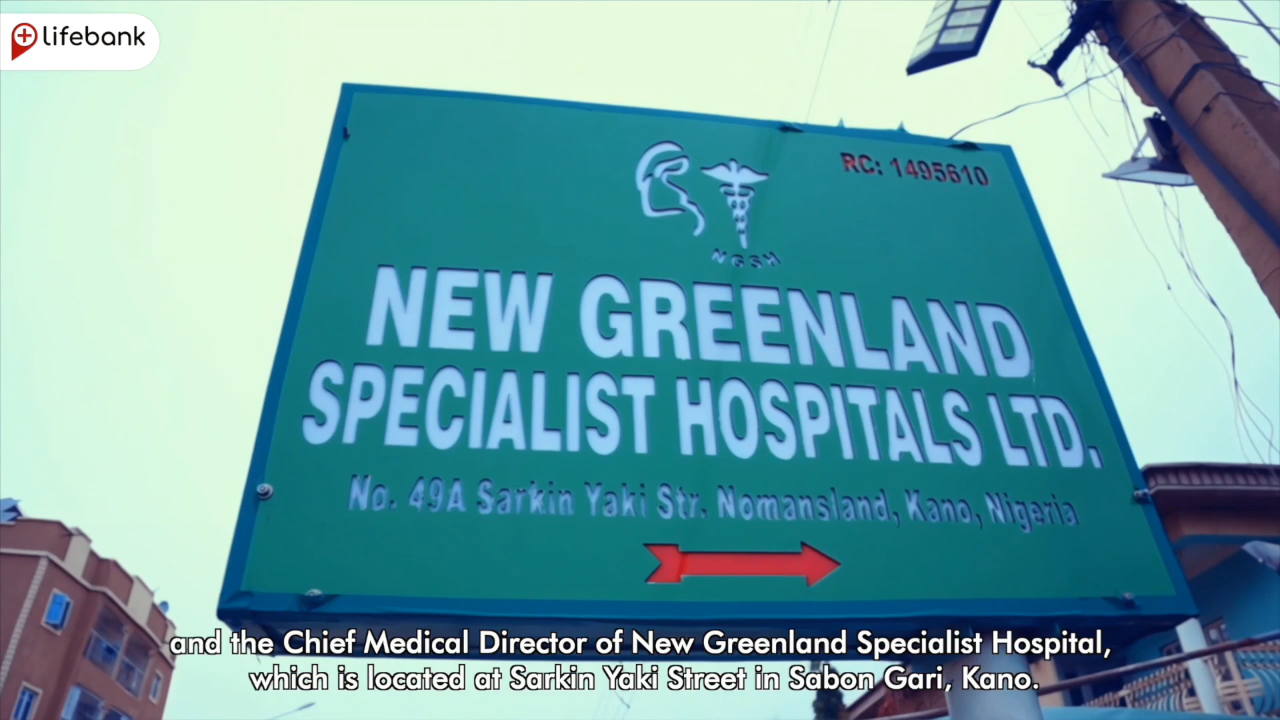 lifebank
RC: 1495610
NGSH
NEW GREENLAND
SPECIALIST HOSPITALS LTD.
No. 49A Sarkin Yaki Str. Nomansland, Kano, Nigeria
and the Chief Medical Director of New Greenland Specialist Hospital,
which is located at Sarkin Yaki Street in Sabon Gari, Kano.